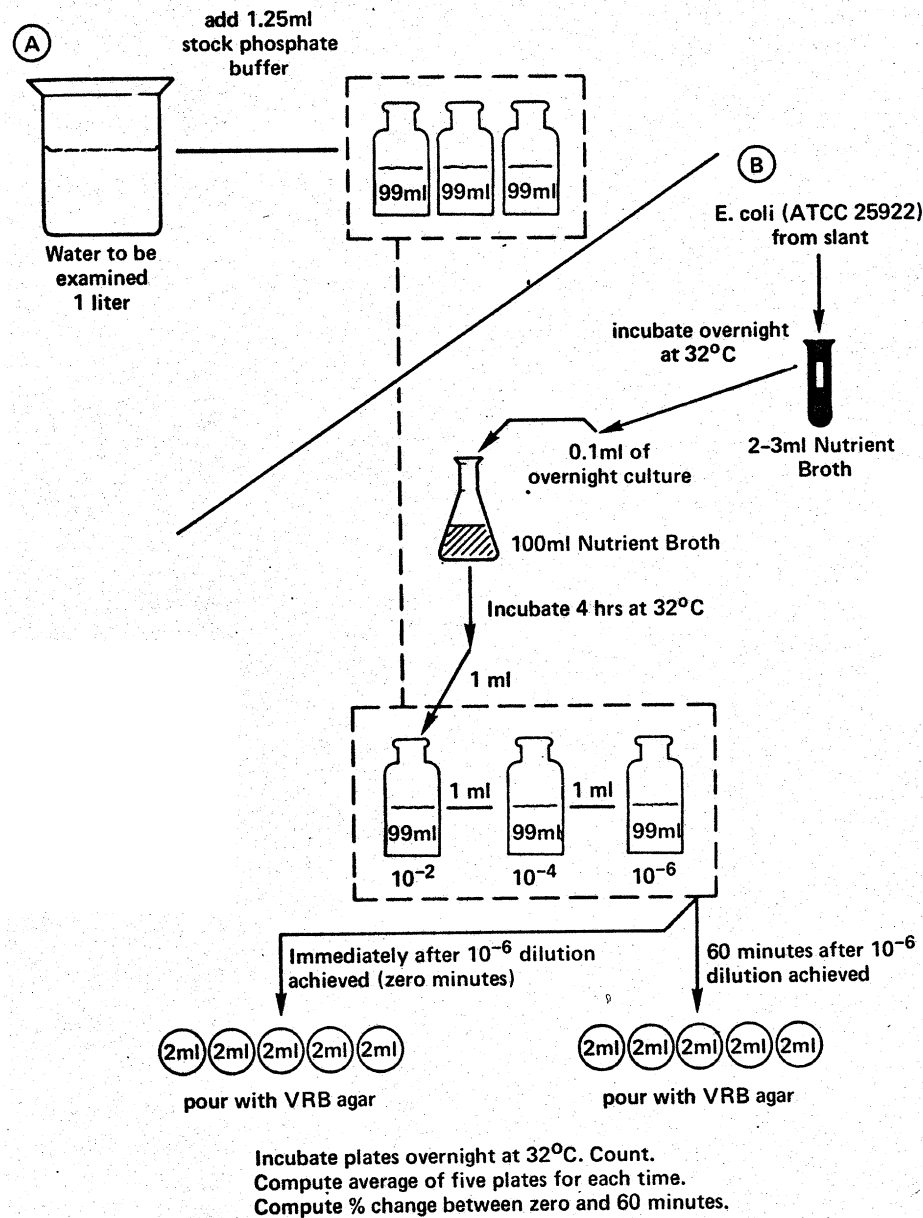 A
add 1.25ml
stock phosphate
buffer
99ml 99ml 99ml
Water to be
examined
1 liter
B
E. coli (ATCC 25922)
from slant
incubate overnight
at 32°C
2–3ml Nutrient
Broth
0.1ml of
overnight culture
100ml Nutrient Broth
Incubate 4 hrs at 32°C
1 ml
1 ml 1 ml
99ml 99ml 99ml
10⁻² 10⁻⁴ 10⁻⁶
Immediately after 10⁻⁶ dilution
achieved (zero minutes)
60 minutes after 10⁻⁶
dilution achieved
2ml 2ml 2ml 2ml 2ml
2ml 2ml 2ml 2ml 2ml
pour with VRB agar
pour with VRB agar
Incubate plates overnight at 32°C. Count.
Compute average of five plates for each time.
Compute % change between zero and 60 minutes.